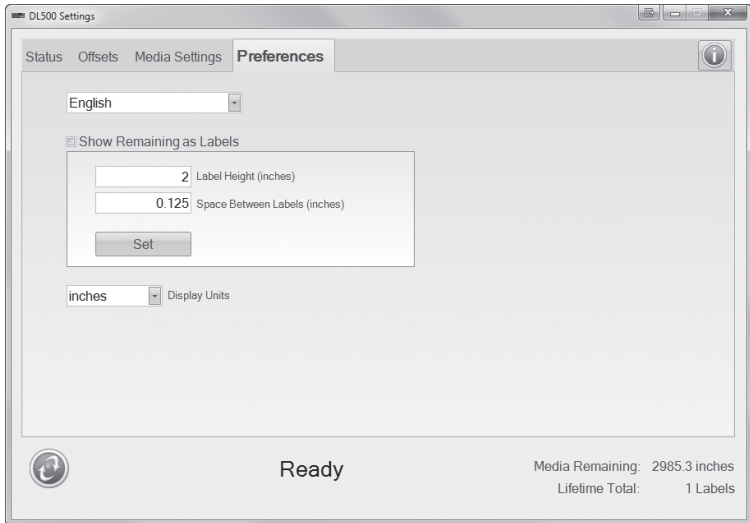 DL500 Settings
Status Offsets Media Settings Preferences
English
Show Remaining as Labels
2 Label Height (inches)
0.125 Space Between Labels (inches)
Set
inches Display Units
Ready
Media Remaining: 2985.3 inches
Lifetime Total: 1 Labels